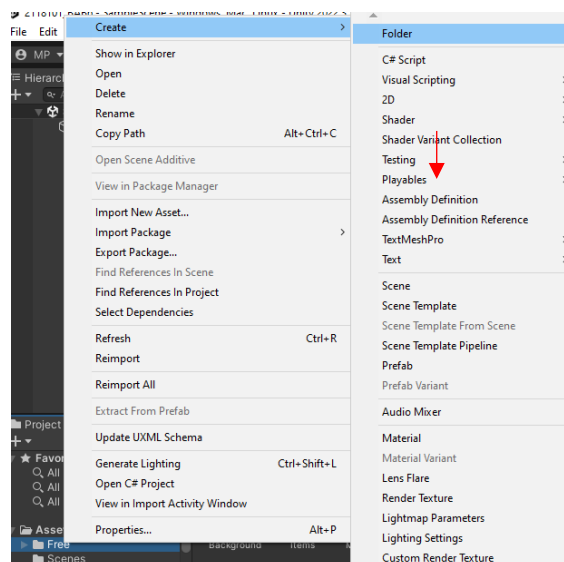 File Edit
MP
Hierarc
Create
Show in Explorer
Open
Delete
Rename
Copy Path Alt+Ctrl+C
Open Scene Additive
View in Package Manager
Import New Asset...
Import Package
Export Package...
Find References In Scene
Find References In Project
Select Dependencies
Refresh Ctrl+R
Reimport
Reimport All
Extract From Prefab
Update UXML Schema
Generate Lighting Ctrl+Shift+L
Open C# Project
View in Import Activity Window
Properties... Alt+P
Folder
C# Script
Visual Scripting
2D
Shader
Shader Variant Collection
Testing
Playables
Assembly Definition
Assembly Definition Reference
TextMeshPro
Text
Scene
Scene Template
Scene Template From Scene
Scene Template Pipeline
Prefab
Prefab Variant
Audio Mixer
Material
Material Variant
Lens Flare
Render Texture
Lightmap Parameters
Lighting Settings
Custom Render Texture
Project
Favor
All
All
All
Asse
Free
Scenes
Background Items